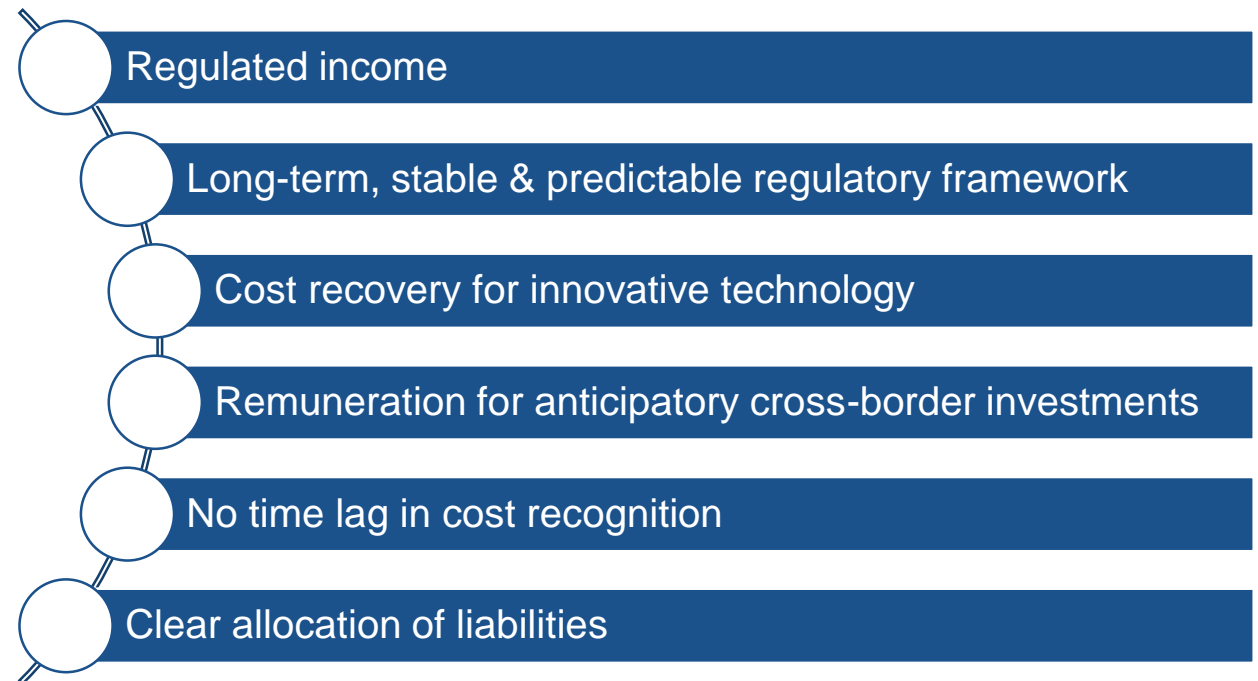 Regulated income
Long-term, stable & predictable regulatory framework
Cost recovery for innovative technology
Remuneration for anticipatory cross-border investments
No time lag in cost recognition
Clear allocation of liabilities